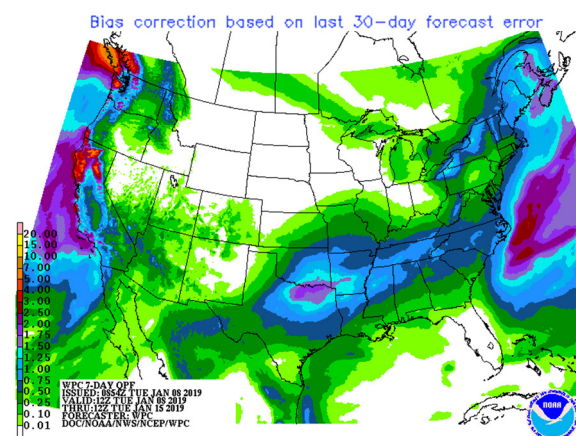 Bias correction based on last 30-day forecast error
20.00
15.00
10.00
7.00
5.00
4.00
3.00
2.50
2.00
1.75
1.50
1.25
1.00
0.75
0.50
0.25
0.10
0.01
WPC 7-DAY QPF
ISSUED: 0854Z TUE JAN 08 2019
VALID: 12Z TUE JAN 08 2019
THRU: 12Z TUE JAN 15 2019
FORECASTER: WPC
DOC/NOAA/NWS/NCEP/WPC
NOAA